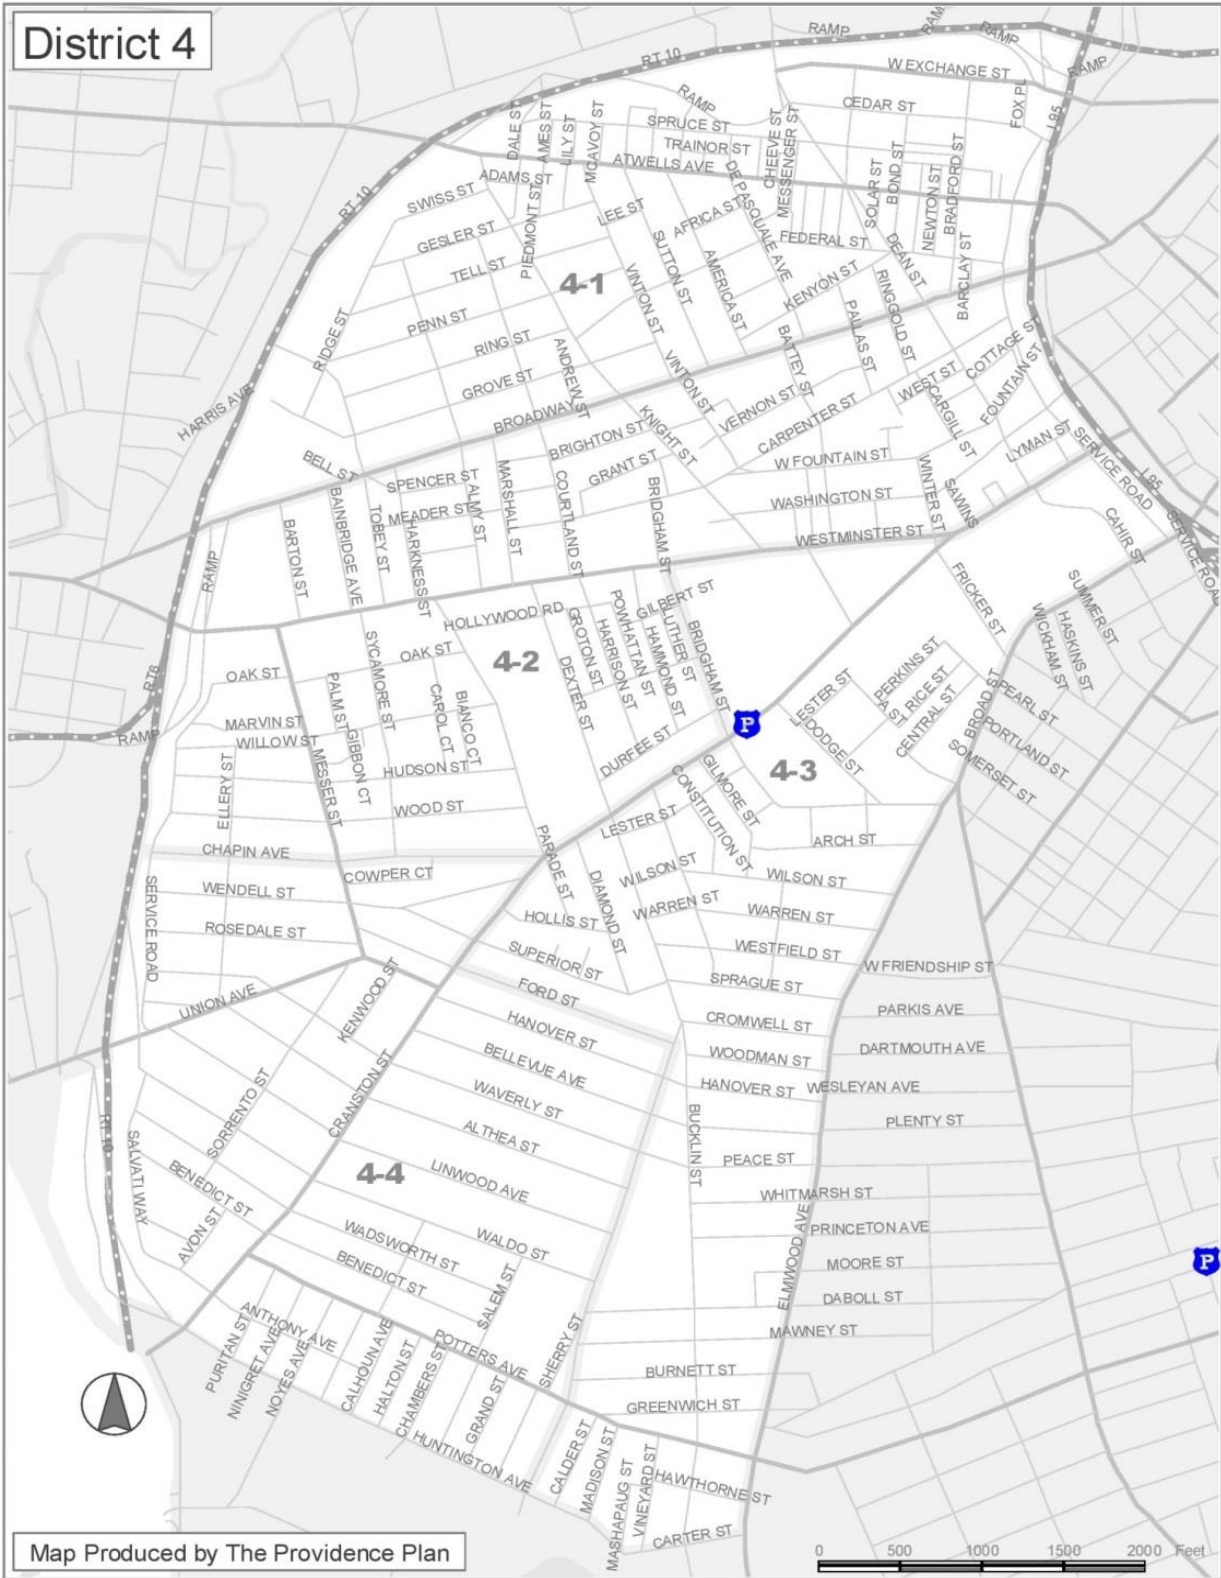 District 4
RAMP
RAMP
RAMP
RT 10
W EXCHANGE ST
RAMP
RAMP
CEDAR ST
FOX PL
I 95
DALE ST
AMES ST
LILY ST
MCAVOY ST
SPRUCE ST
TRAINOR ST
ATWELLS AVE
CHEEVE ST
MESSENGER ST
ADAMS ST
SWISS ST
RT 10
GESLER ST
PIEDMONT ST
LEE ST
AFRICA ST
DE PASQUALE AVE
SOLAR ST
BOND ST
NEWTON ST
BRADFORD ST
FEDERAL ST
DEAN ST
TELL ST
4-1
SUTTON ST
VINTON ST
AMERICA ST
KENYON ST
RINGGOLD ST
BARCLAY ST
PENN ST
RIDGE ST
RING ST
ANDREW ST
PALLAS ST
BATTEY ST
COTTAGE ST
FOUNTAIN ST
GROVE ST
VINTON ST
WEST ST
HARRIS AVE
BROADWAY
KNIGHT ST
VERNON ST
CARPENTER ST
CARGILL ST
BRIGHTON ST
LYMAN ST
SERVICE ROAD
BELL ST
SPENCER ST
ALMY ST
MARSHALL ST
COURTLAND ST
GRANT ST
BRIDGHAM ST
W FOUNTAIN ST
WINTER ST
SAWINS
I 95
SERVICE ROAD
MEADER ST
WASHINGTON ST
WESTMINSTER ST
CAHIR ST
BARTON ST
BAINBRIDGE AVE
TOBEY ST
HARKNESS ST
RAMP
FRICKER ST
SUMMER ST
HASKINS ST
WICKHAM ST
HOLLYWOOD RD
GROTON ST
HARRISON ST
POWHATTAN ST
GILBERT ST
HAMMOND ST
LUTHER ST
BRIDGHAM ST
OAK ST
OAK ST
4-2
SYCAMORE ST
DEXTER ST
RT6
RAMP
PALM ST
GIBBON CT
CAROL CT
BIANCO CT
MARVIN ST
WILLOW ST
MESSER ST
HUDSON ST
ELLERY ST
WOOD ST
DURFEE ST
P
LESTER ST
PERKINS ST
RICE ST
CENTRAL ST
DODGE ST
BROAD ST
PEARL ST
PORTLAND ST
SOMERSET ST
4-3
GILMORE ST
CONSTITUTION ST
LESTER ST
ARCH ST
CHAPIN AVE
COWPER CT
PARADE ST
WILSON ST
WILSON ST
WENDELL ST
SERVICE ROAD
DIAMOND ST
WARREN ST
WARREN ST
HOLLIS ST
ROSEDALE ST
WESTFIELD ST
SUPERIOR ST
W FRIENDSHIP ST
SPRAGUE ST
FORD ST
KENWOOD ST
UNION AVE
HANOVER ST
CROMWELL ST
PARKIS AVE
BELLEVUE AVE
WOODMAN ST
DARTMOUTH AVE
CRANSTON ST
WAVERLY ST
HANOVER ST
WESLEYAN AVE
SORRENTO ST
BUCKLIN ST
PLENTY ST
RT 10
SALVATI WAY
ALTHEA ST
PEACE ST
4-4
LINWOOD AVE
BENEDICT ST
WHITMARSH ST
AVON ST
PRINCETON AVE
WADSWORTH ST
WALDO ST
ELMWOOD AVE
MOORE ST
P
BENEDICT ST
SALEM ST
DABOLL ST
MAWNEY ST
PURITAN ST
ANTHONY AVE
NINIGRET AVE
NOYES AVE
CALHOUN AVE
HALTON ST
CHAMBERS ST
POTTERS AVE
SHERRY ST
BURNETT ST
GREENWICH ST
GRAND ST
HUNTINGTON AVE
CALDER ST
MADISON ST
MASHAPAUG ST
VINEYARD ST
HAWTHORNE ST
CARTER ST
Map Produced by The Providence Plan
0 500 1000 1500 2000 Feet